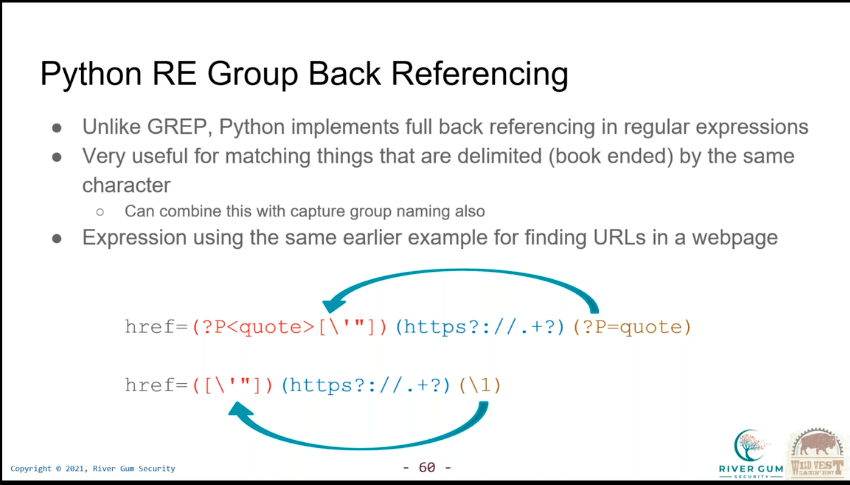 Python RE Group Back Referencing
● Unlike GREP, Python implements full back referencing in regular expressions
● Very useful for matching things that are delimited (book ended) by the same
character
○ Can combine this with capture group naming also
● Expression using the same earlier example for finding URLs in a webpage
href=(?P<quote>[\'"])(https?://.+?)(?P=quote)
href=([\'"])(https?://.+?)(\1)
Copyright © 2021, River Gum Security
- 60 -
RIVER GUM
SECURITY
WILD WEST
HACKIN' FEST